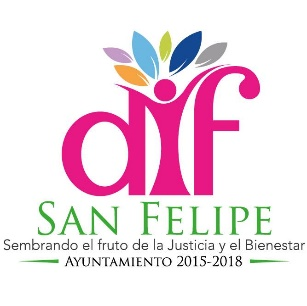 dif
SAN FELIPE
Sembrando el fruto de la Justicia y el Bienestar
AYUNTAMIENTO 2015-2018